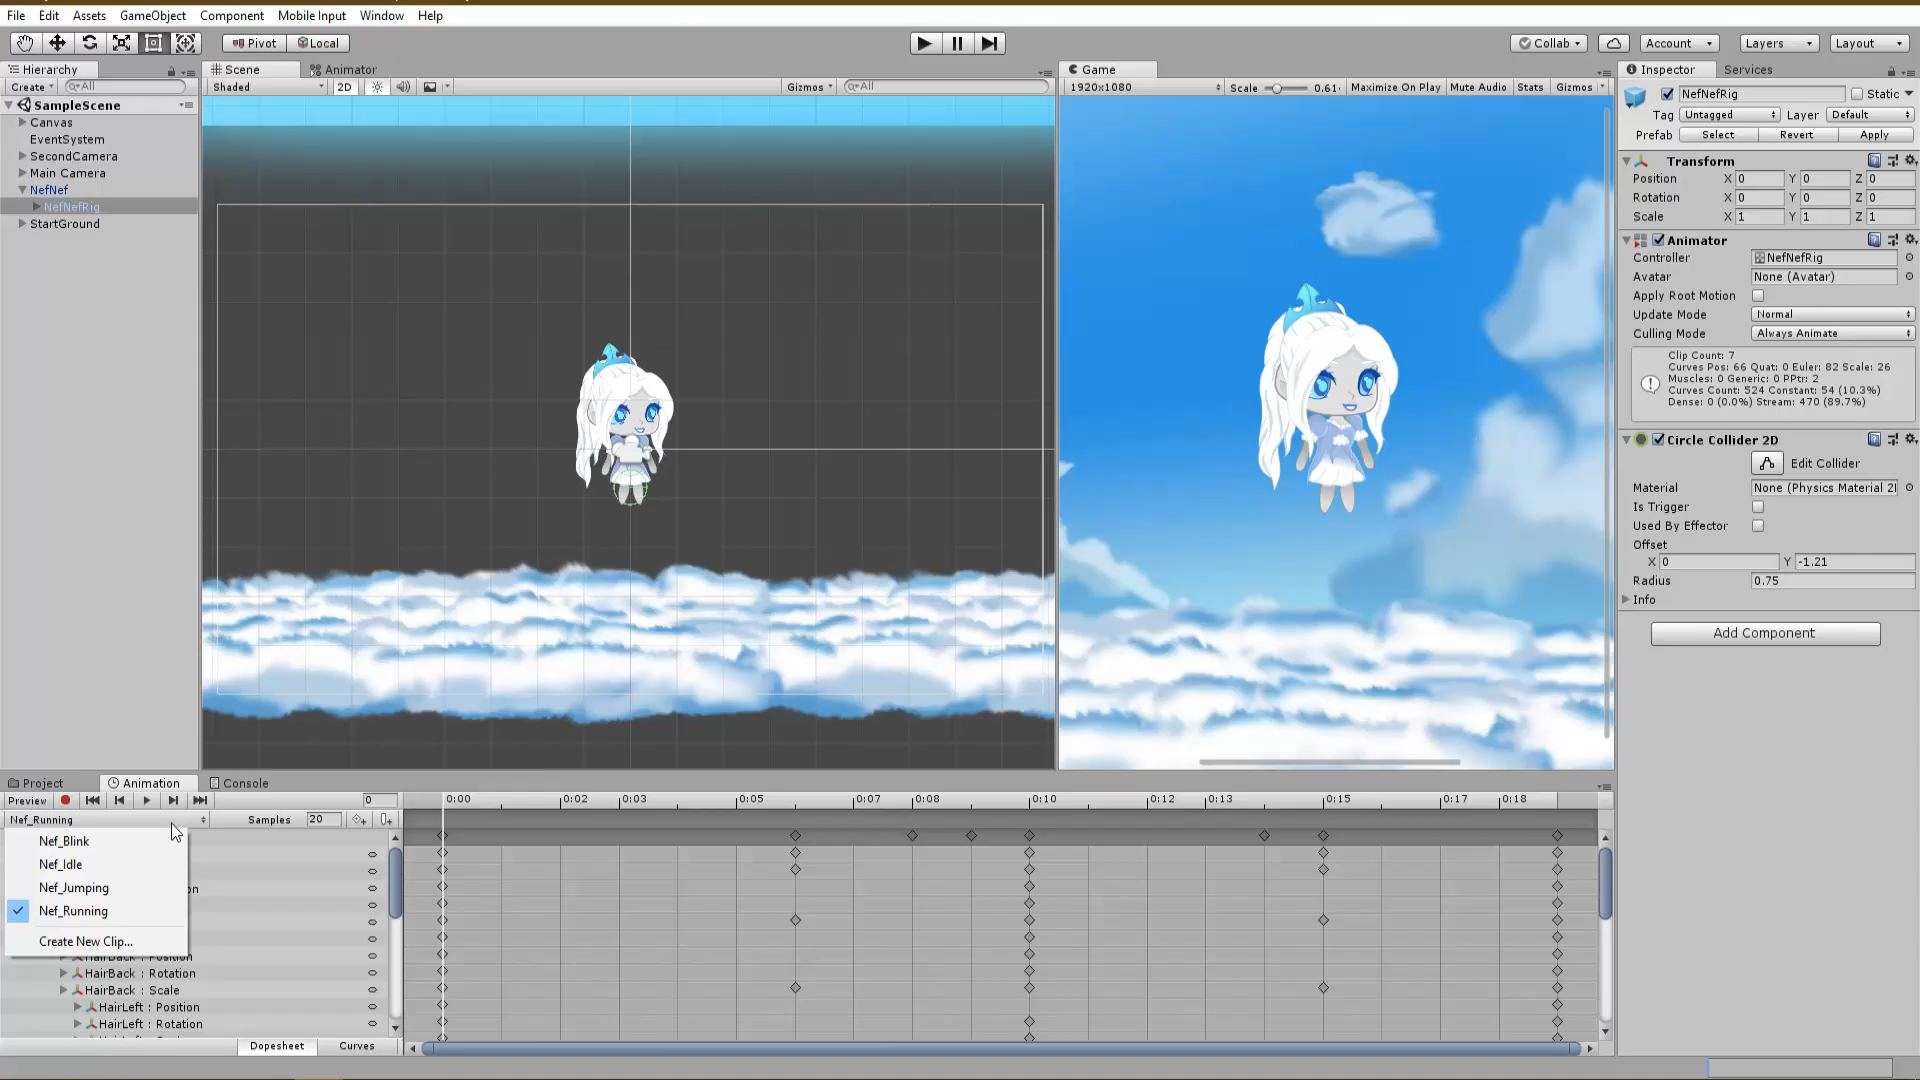 File Edit Assets GameObject Component Mobile Input Window Help
Pivot Local Collab Account Layers Layout
Hierarchy Scene Animator Game Inspector Services
Create All Shaded 2D Gizmos All 1920x1080 Scale 0.61 Maximize On Play Mute Audio Stats Gizmos
SampleScene
Canvas
EventSystem
SecondCamera
Main Camera
NefNef
NefNefRig
StartGround
NefNefRig Static
Tag Untagged Layer Default
Prefab Select Revert Apply
Transform
Position X 0 Y 0 Z 0
Rotation X 0 Y 0 Z 0
Scale X 1 Y 1 Z 1
Animator
Controller NefNefRig
Avatar None (Avatar)
Apply Root Motion
Update Mode Normal
Culling Mode Always Animate
Clip Count: 7
Curves Pos: 66 Quat: 0 Euler: 82 Scale: 26
Muscles: 0 Generic: 0 PPtr: 2
Curves Count: 524 Constant: 54 (10.3%)
Dense: 0 (0.0%) Stream: 470 (89.7%)
Circle Collider 2D
Edit Collider
Material None (Physics Material 2
Is Trigger
Used By Effector
Offset
X 0 Y -1.21
Radius 0.75
Info
Add Component
Project Animation Console
Preview 0 0:00 0:02 0:03 0:05 0:07 0:08 0:10 0:12 0:13 0:15 0:17 0:18
Nef_Running Samples 20
Nef_Blink
Nef_Idle
Nef_Jumping on
Nef_Running
Create New Clip...
HairBack : Position
HairBack : Rotation
HairBack : Scale
HairLeft : Position
HairLeft : Rotation
Dopesheet Curves